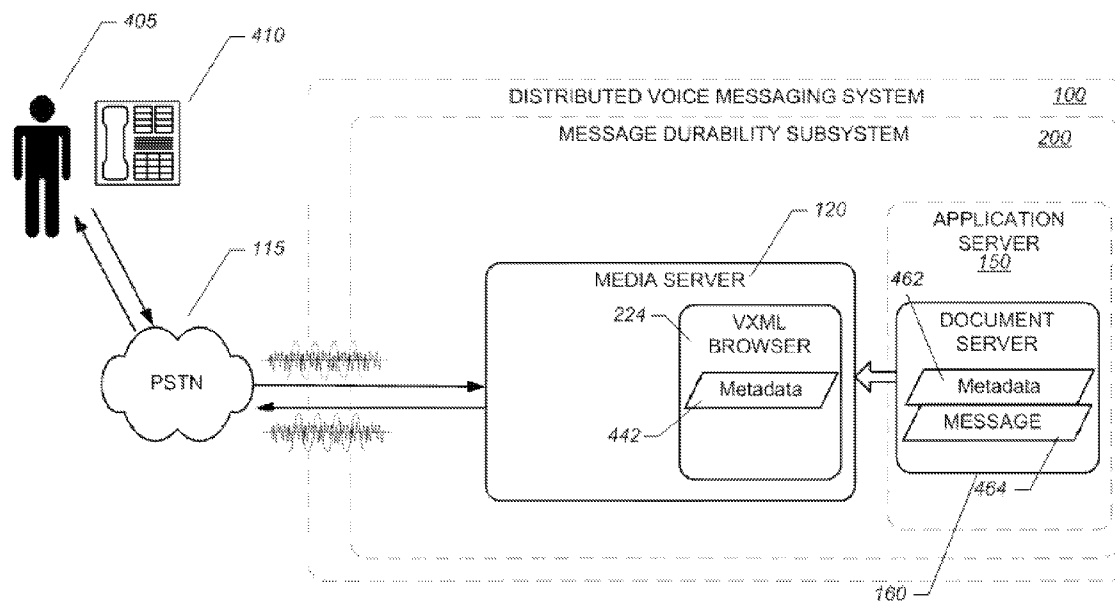 405
410
DISTRIBUTED VOICE MESSAGING SYSTEM 100
MESSAGE DURABILITY SUBSYSTEM 200
115
120
APPLICATION
SERVER
150
462
MEDIA SERVER
224
VXML
BROWSER
DOCUMENT
SERVER
PSTN
Metadata
Metadata
MESSAGE
442
464
160